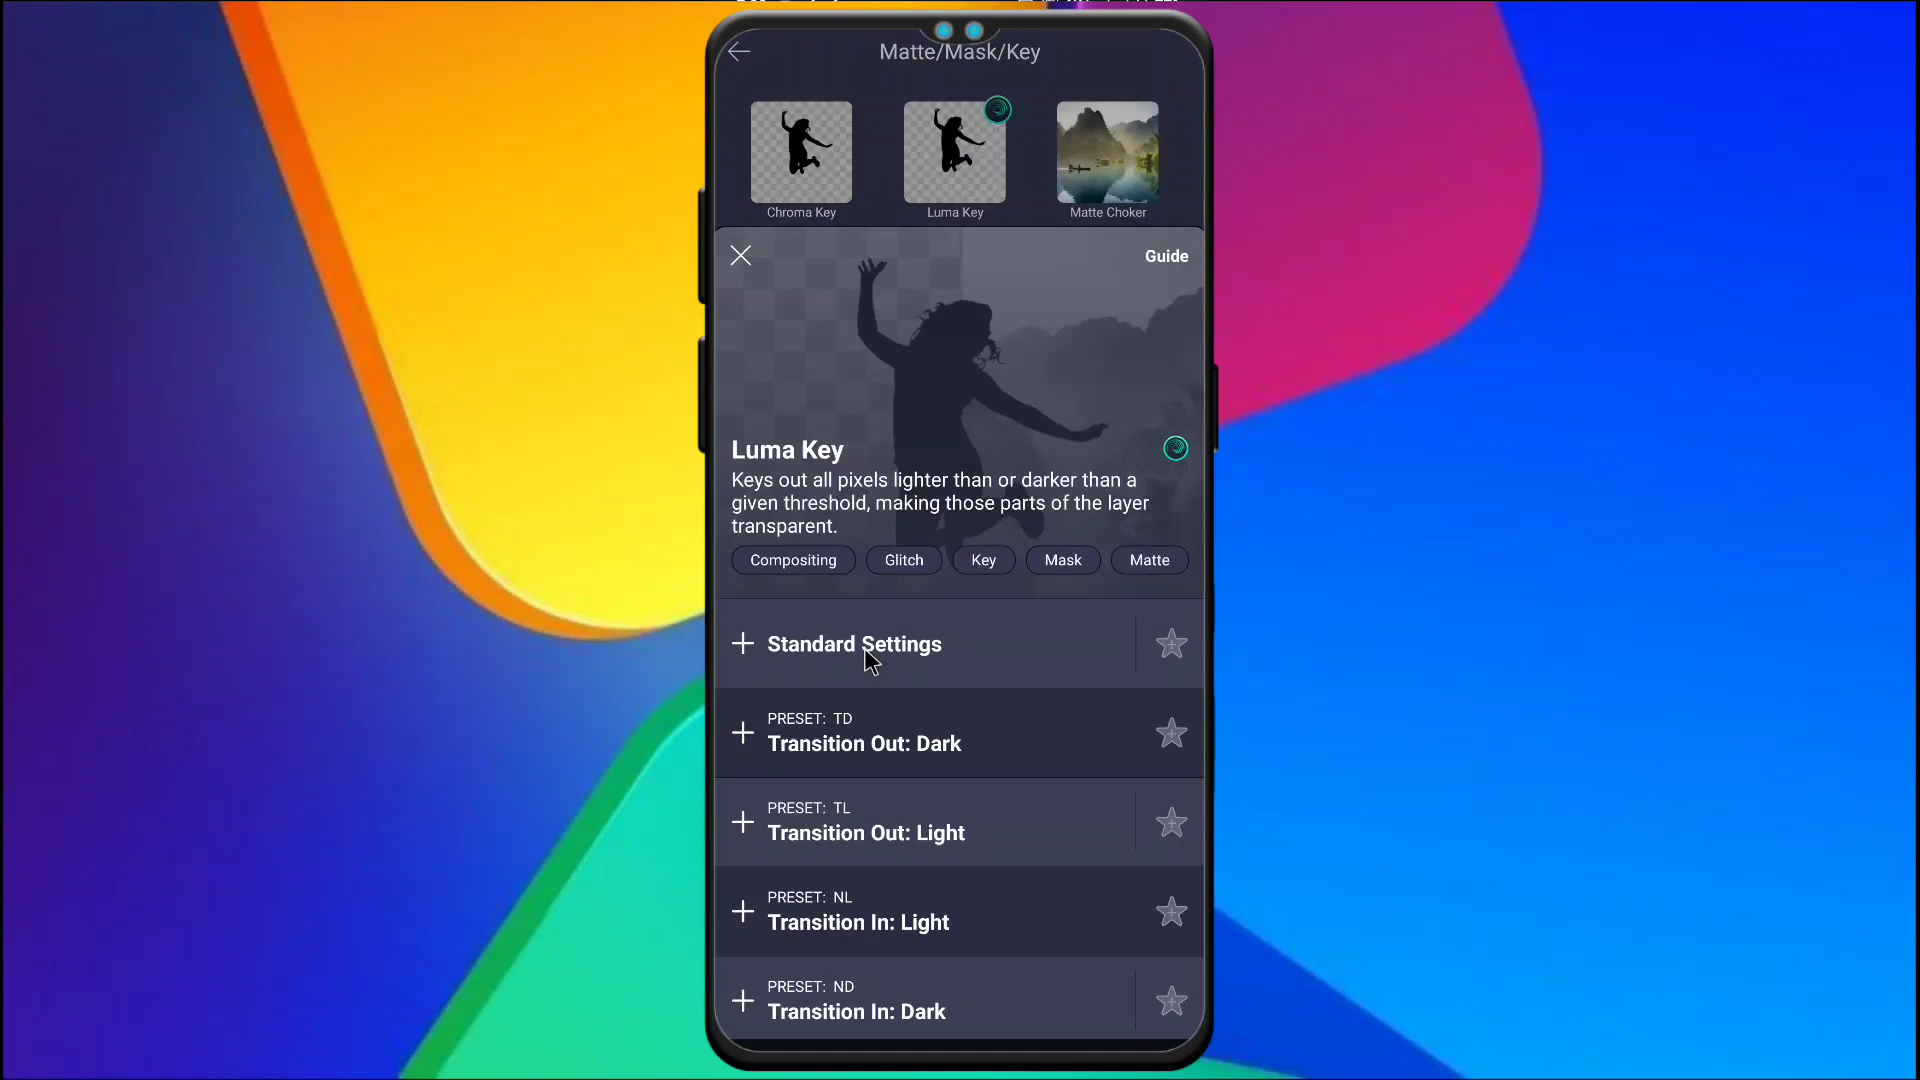 Matte/Mask/Key
Chroma Key
Luma Key
Matte Choker
Guide
Luma Key
Keys out all pixels lighter than or darker than a
given threshold, making those parts of the layer
transparent.
Compositing Glitch Key Mask Matte
Standard Settings
PRESET: TD
Transition Out: Dark
PRESET: TL
Transition Out: Light
PRESET: NL
Transition In: Light
PRESET: ND
Transition In: Dark